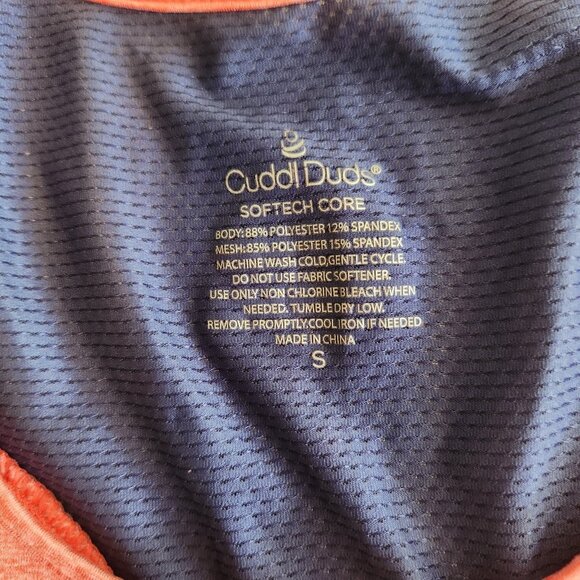 Cuddl Duds®
SOFTECH CORE
BODY: 88% POLYESTER 12% SPANDEX
MESH: 85% POLYESTER 15% SPANDEX
MACHINE WASH COLD,GENTLE CYCLE.
DO NOT USE FABRIC SOFTENER.
USE ONLY NON CHLORINE BLEACH WHEN
NEEDED. TUMBLE DRY LOW.
REMOVE PROMPTLY.COOL IRON IF NEEDED
MADE IN CHINA
S